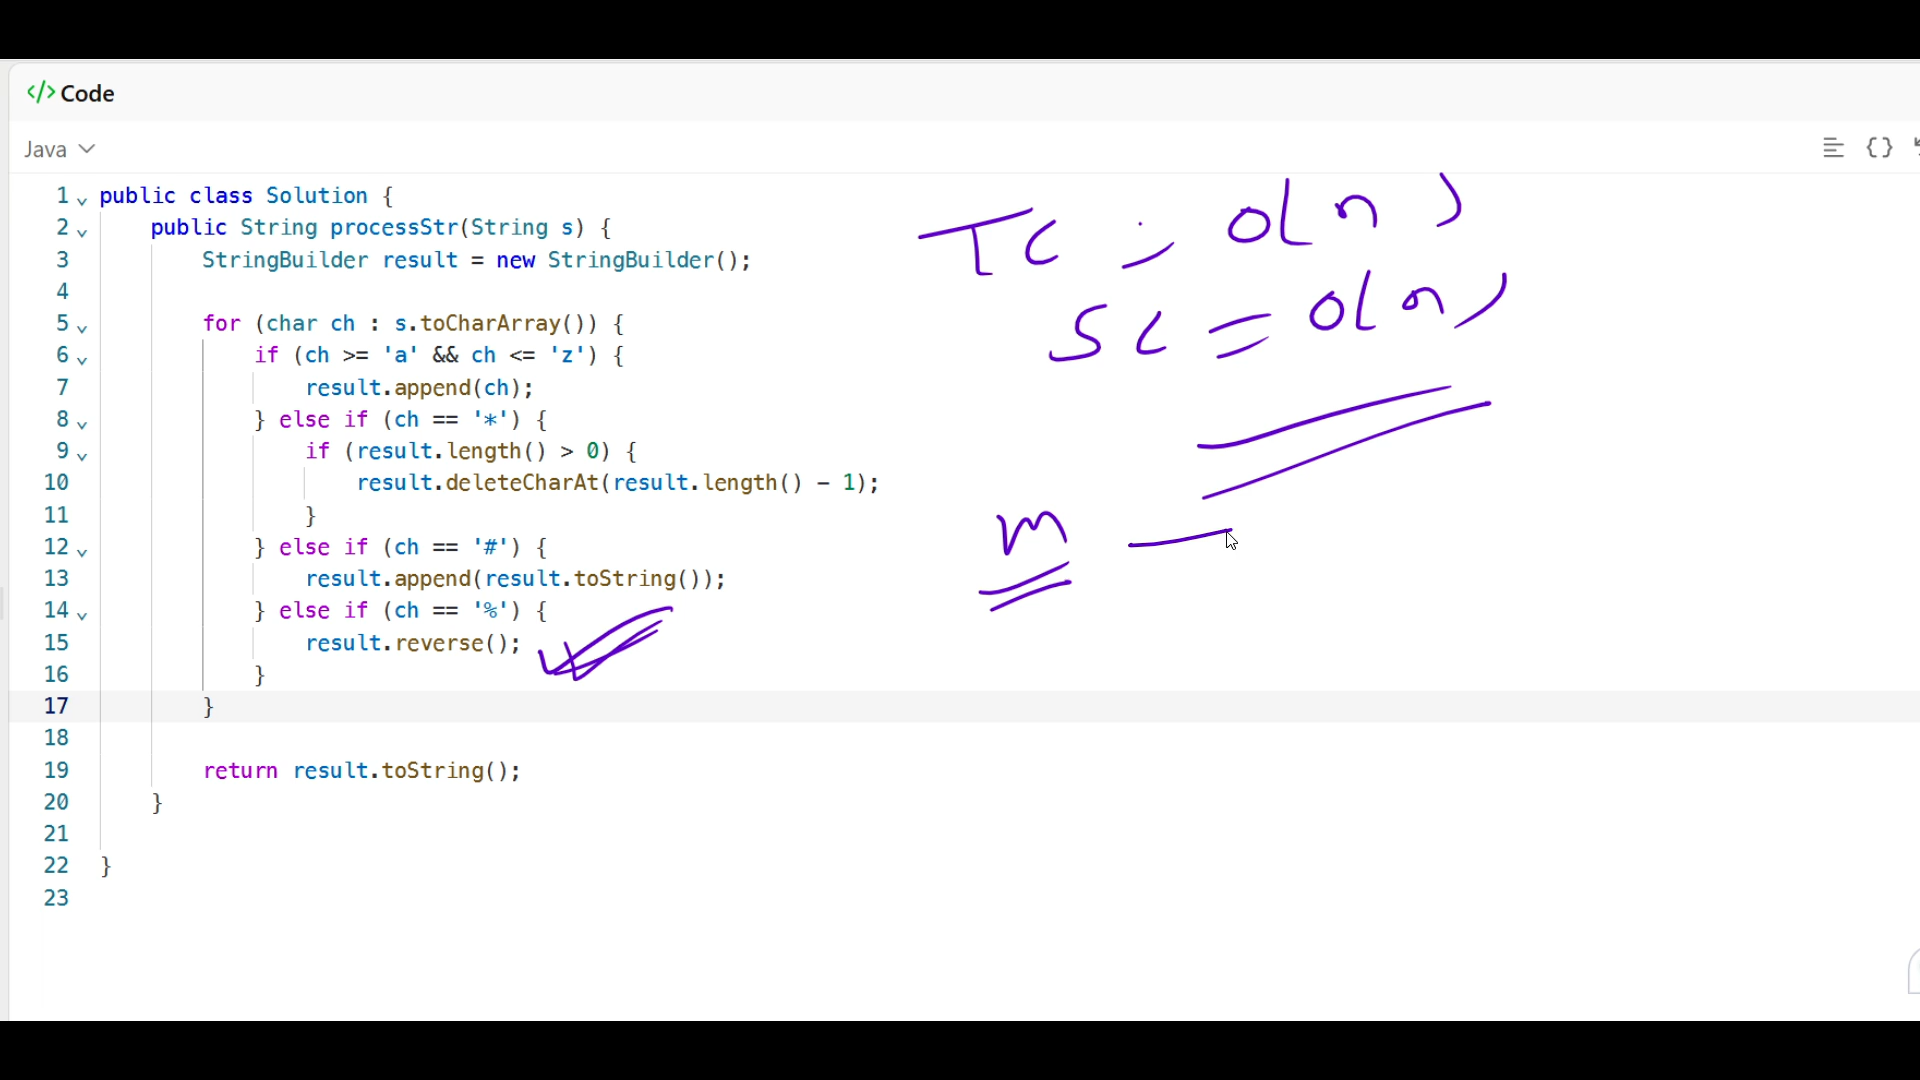 </> Code
Java
1 public class Solution {
2 public String processStr(String s) {
3 StringBuilder result = new StringBuilder();
4
5 for (char ch : s.toCharArray()) {
6 if (ch >= 'a' && ch <= 'z') {
7 result.append(ch);
8 } else if (ch == '*') {
9 if (result.length() > 0) {
10 result.deleteCharAt(result.length() - 1);
11 }
12 } else if (ch == '#') {
13 result.append(result.toString());
14 } else if (ch == '%') {
15 result.reverse();
16 }
17 }
18
19 return result.toString();
20 }
21
22 }
23
TC = O(n)
SC = O(n)
m —